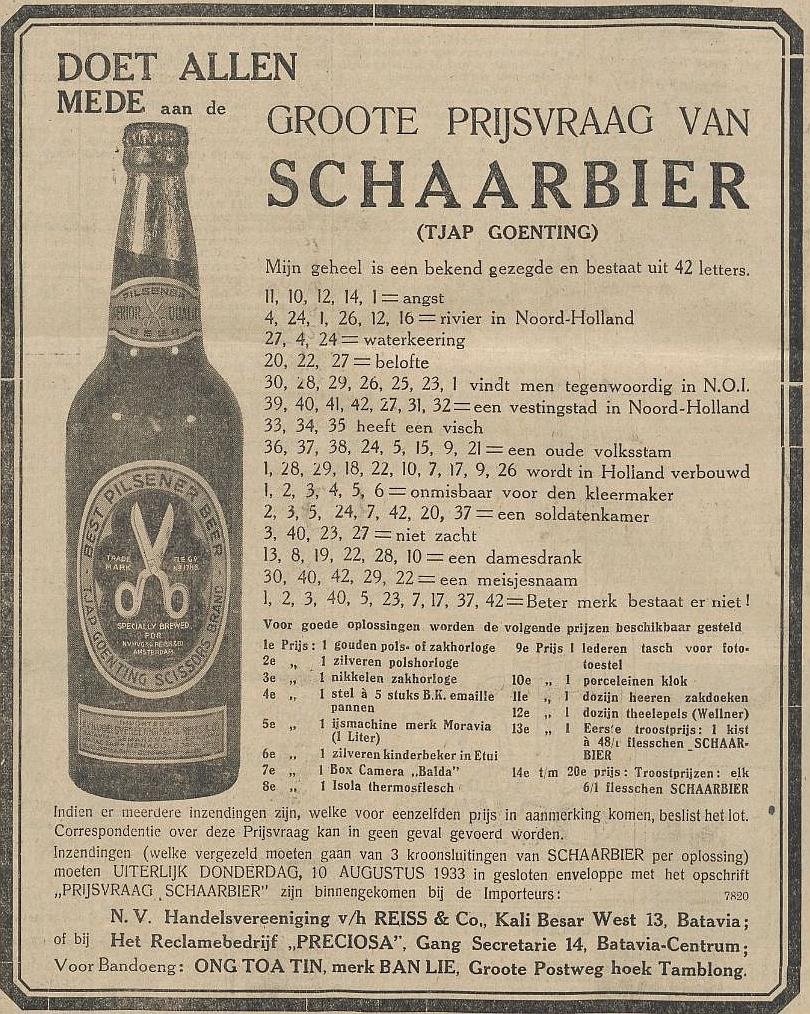 DOET ALLEN
MEDE aan de
GROOTE PRIJSVRAAG VAN
SCHAARBIER
(TJAP GOENTING)
Mijn geheel is een bekend gezegde en bestaat uit 42 letters.
11, 10, 12, 14, 1 = angst
4, 24, 1, 26, 12, 16 = rivier in Noord-Holland
27, 4, 24 = waterkeering
20, 22, 27 = belofte
30, 28, 29, 26, 25, 23, 1 vindt men tegenwoordig in N.O.I.
39, 40, 41, 42, 27, 31, 32 = een vestingstad in Noord-Holland
33, 34, 35 heeft een visch
36, 37, 38, 24, 5, 15, 9, 21 = een oude volksstam
1, 28, 29, 18, 22, 10, 7, 17, 9, 26 wordt in Holland verbouwd
1, 2, 3, 4, 5, 6 = onmisbaar voor den kleermaker
2, 3, 5, 24, 7, 42, 20, 37 = een soldatenkamer
3, 40, 23, 27 = niet zacht
13, 8, 19, 22, 28, 10 = een damesdrank
30, 40, 42, 29, 22 = een meisjesnaam
1, 2, 3, 40, 5, 23, 7, 17, 37, 42 = Beter merk bestaat er niet!
Voor goede oplossingen worden de volgende prijzen beschikbaar gesteld
1e Prijs: 1 gouden pols- of zakhorloge
2e „ 1 zilveren polshorloge
3e „ 1 nikkelen zakhorloge
4e „ 1 stel à 5 stuks B.K. emaille
pannen
5e „ 1 ijsmachine merk Moravia
(1 Liter)
6e „ 1 zilveren kinderbeker in Etui
7e „ 1 Box Camera „Balda"
8e „ 1 Isola thermosflesch
9e Prijs 1 lederen tasch voor foto-
toestel
10e „ 1 porceleinen klok
11e „ 1 dozijn heeren zakdoeken
12e „ 1 dozijn theelepels (Wellner)
13e „ 1 Eerste troostprijs: 1 kist
à 48/1 flesschen SCHAAR-
BIER
14e t/m 20e prijs: Troostprijzen: elk
6/1 flesschen SCHAARBIER
Indien er meerdere inzendingen zijn, welke voor eenzelfden prijs in aanmerking komen, beslist het lot.
Correspondentie over deze Prijsvraag kan in geen geval gevoerd worden.
Inzendingen (welke vergezeld moeten gaan van 3 kroonsluitingen van SCHAARBIER per oplossing)
moeten UITERLIJK DONDERDAG, 10 AUGUSTUS 1933 in gesloten enveloppe met het opschrift
„PRIJSVRAAG SCHAARBIER" zijn binnengekomen bij de Importeurs: 7820
N. V. Handelsvereeniging v/h REISS & Co., Kali Besar West 13, Batavia;
of bij Het Reclamebedrijf „PRECIOSA", Gang Secretarie 14, Batavia-Centrum;
Voor Bandoeng: ONG TOA TIN, merk BAN LIE, Groote Postweg hoek Tamblong.
PILSENER
BEER
BEST PILSENER BEER
TRADE
MARK
SPECIALLY BREWED
FOR
AMSTERDAM
TJAP GOENTING SCISSORS BRAND